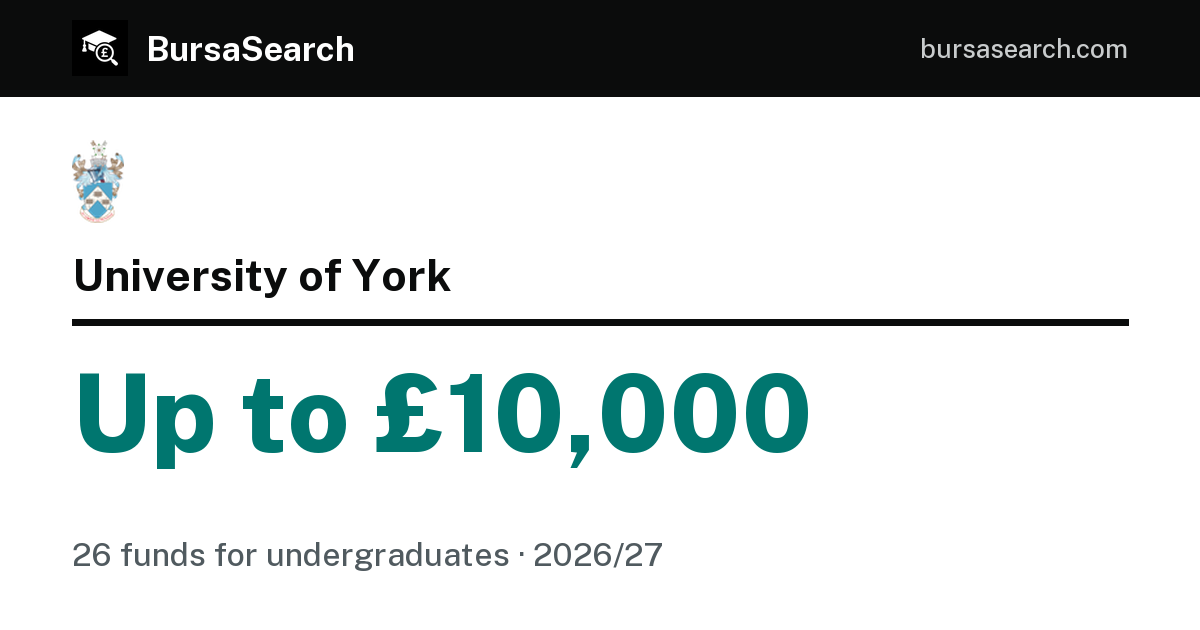 £
BursaSearch
bursasearch.com
University of York
Up to £10,000
26 funds for undergraduates · 2026/27